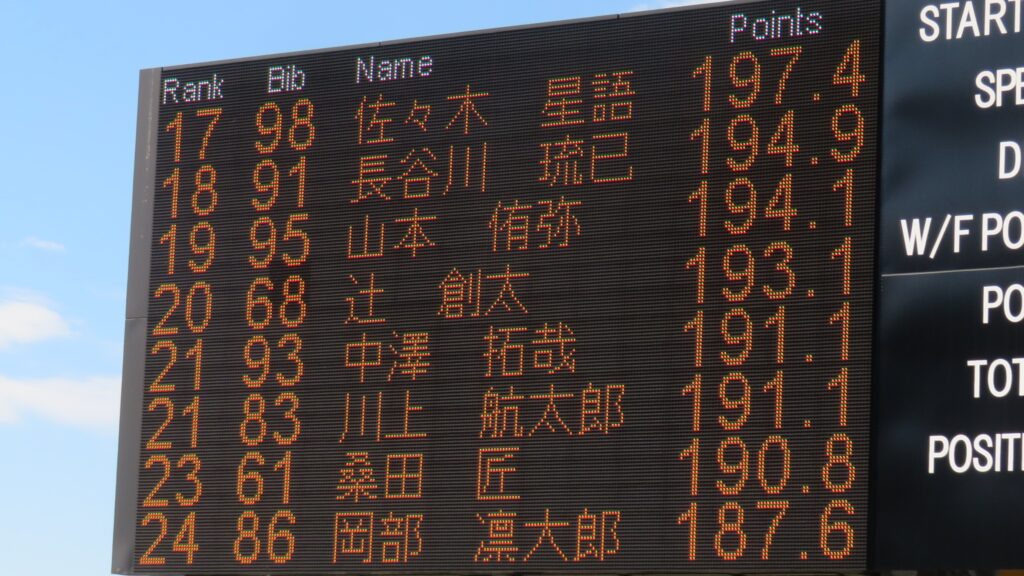 Rank Bib Name Points
17 98 佐々木 星語 197.4
18 91 長谷川 琉已 194.9
19 95 山本 侑弥 194.1
20 68 辻 創太 193.1
21 93 中澤 拓哉 191.1
21 83 川上 航太郎 191.1
23 61 桑田 匠 190.8
24 86 岡部 凛大郎 187.6
START
SPE
D
W/F PO
PO
TOT
POSITI